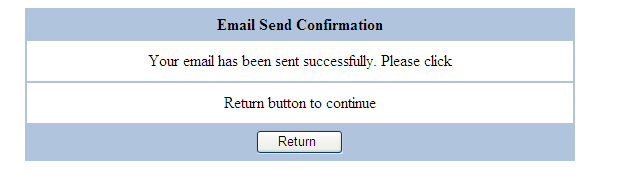 Email Send Confirmation
Your email has been sent successfully. Please click
Return button to continue
Return